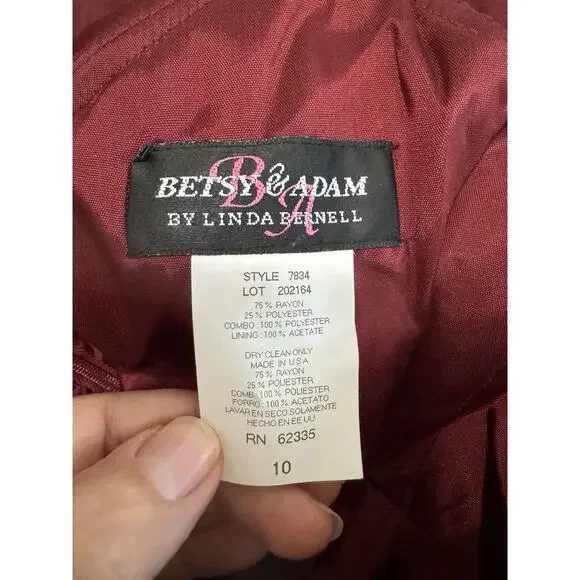 BETSY & ADAM
BA
BY LINDA BERNELL
STYLE 7834
LOT 202164
75% RAYON
25% POLYESTER
COMBO: 100% POLYESTER
LINING: 100% ACETATE
DRY CLEAN ONLY
MADE IN U.S.A
75% RAYON
25% POLIESTER
COMB: 100% POLIESTER
FORRO: 100% ACETATO
LAVAR EN SECO SOLAMENTE
HECHO EN EE UU
RN 62335
10